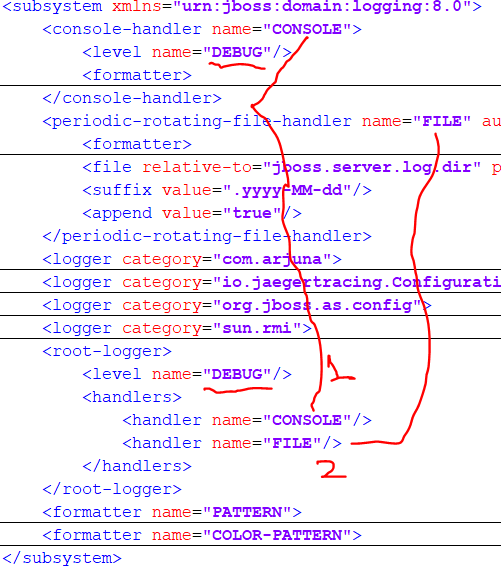 <subsystem xmlns="urn:jboss:domain:logging:8.0">
<console-handler name="CONSOLE">
<level name="DEBUG"/>
<formatter>
</console-handler>
<periodic-rotating-file-handler name="FILE" au
<formatter>
<file relative-to="jboss.server.log.dir" p
<suffix value=".yyyy-MM-dd"/>
<append value="true"/>
</periodic-rotating-file-handler>
<logger category="com.arjuna">
<logger category="io.jaegertracing.Configurati
<logger category="org.jboss.as.config">
<logger category="sun.rmi">
<root-logger>
<level name="DEBUG"/>
1
<handlers>
<handler name="CONSOLE"/>
<handler name="FILE"/>
</handlers>
2
</root-logger>
<formatter name="PATTERN">
<formatter name="COLOR-PATTERN">
</subsystem>